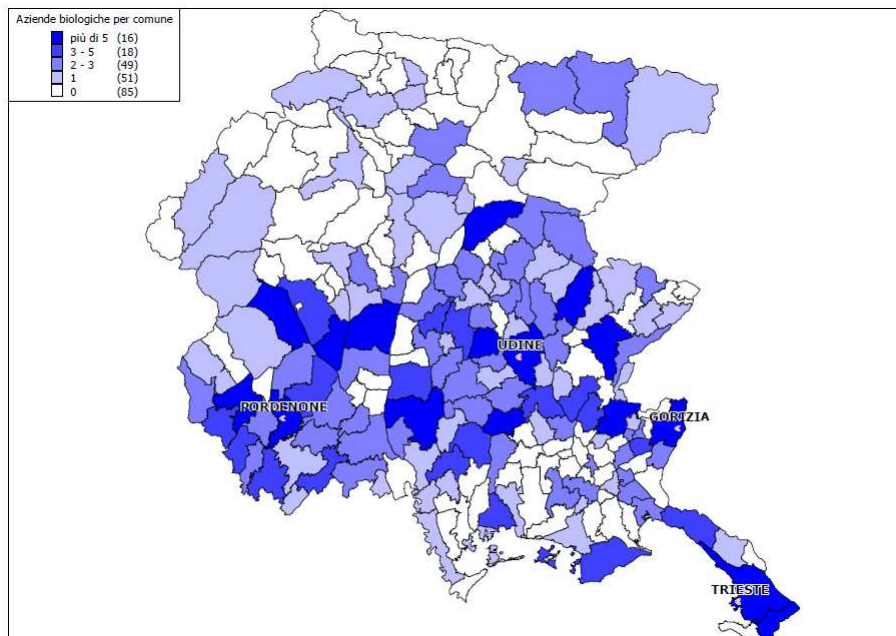 Aziende biologiche per comune
più di 5 (16)
3 - 5 (18)
2 - 3 (49)
1 (51)
0 (85)
UDINE
PORDENONE
GORIZIA
TRIESTE